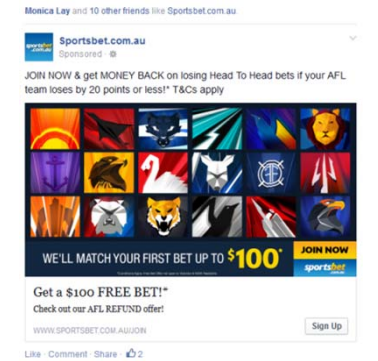 Monica Lay and 10 other friends like Sportsbet.com.au.
Sportsbet.com.au
Sponsored ·
JOIN NOW & get MONEY BACK on losing Head To Head bets if your AFL
team loses by 20 points or less!* T&Cs apply
WE'LL MATCH YOUR FIRST BET UP TO $100*
JOIN NOW
sportsbet
Get a $100 FREE BET!*
Check out our AFL REFUND offer!
WWW.SPORTSBET.COM.AU/JOIN
Sign Up
Like · Comment · Share · 2